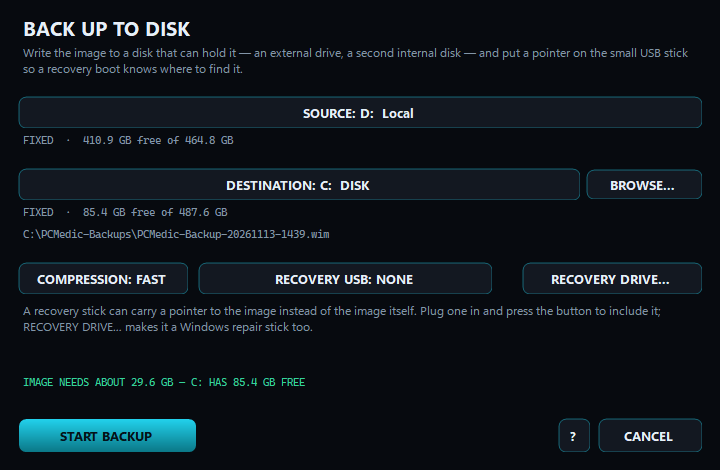 BACK UP TO DISK
Write the image to a disk that can hold it — an external drive, a second internal disk — and put a pointer on the small USB stick
so a recovery boot knows where to find it.
SOURCE: D: Local
FIXED · 410.9 GB free of 464.8 GB
DESTINATION: C: DISK
BROWSE...
FIXED · 85.4 GB free of 487.6 GB
C:\PCMedic-Backups\PCMedic-Backup-20261113-1439.wim
COMPRESSION: FAST
RECOVERY USB: NONE
RECOVERY DRIVE...
A recovery stick can carry a pointer to the image instead of the image itself. Plug one in and press the button to include it;
RECOVERY DRIVE... makes it a Windows repair stick too.
IMAGE NEEDS ABOUT 29.6 GB — C: HAS 85.4 GB FREE
START BACKUP
?
CANCEL